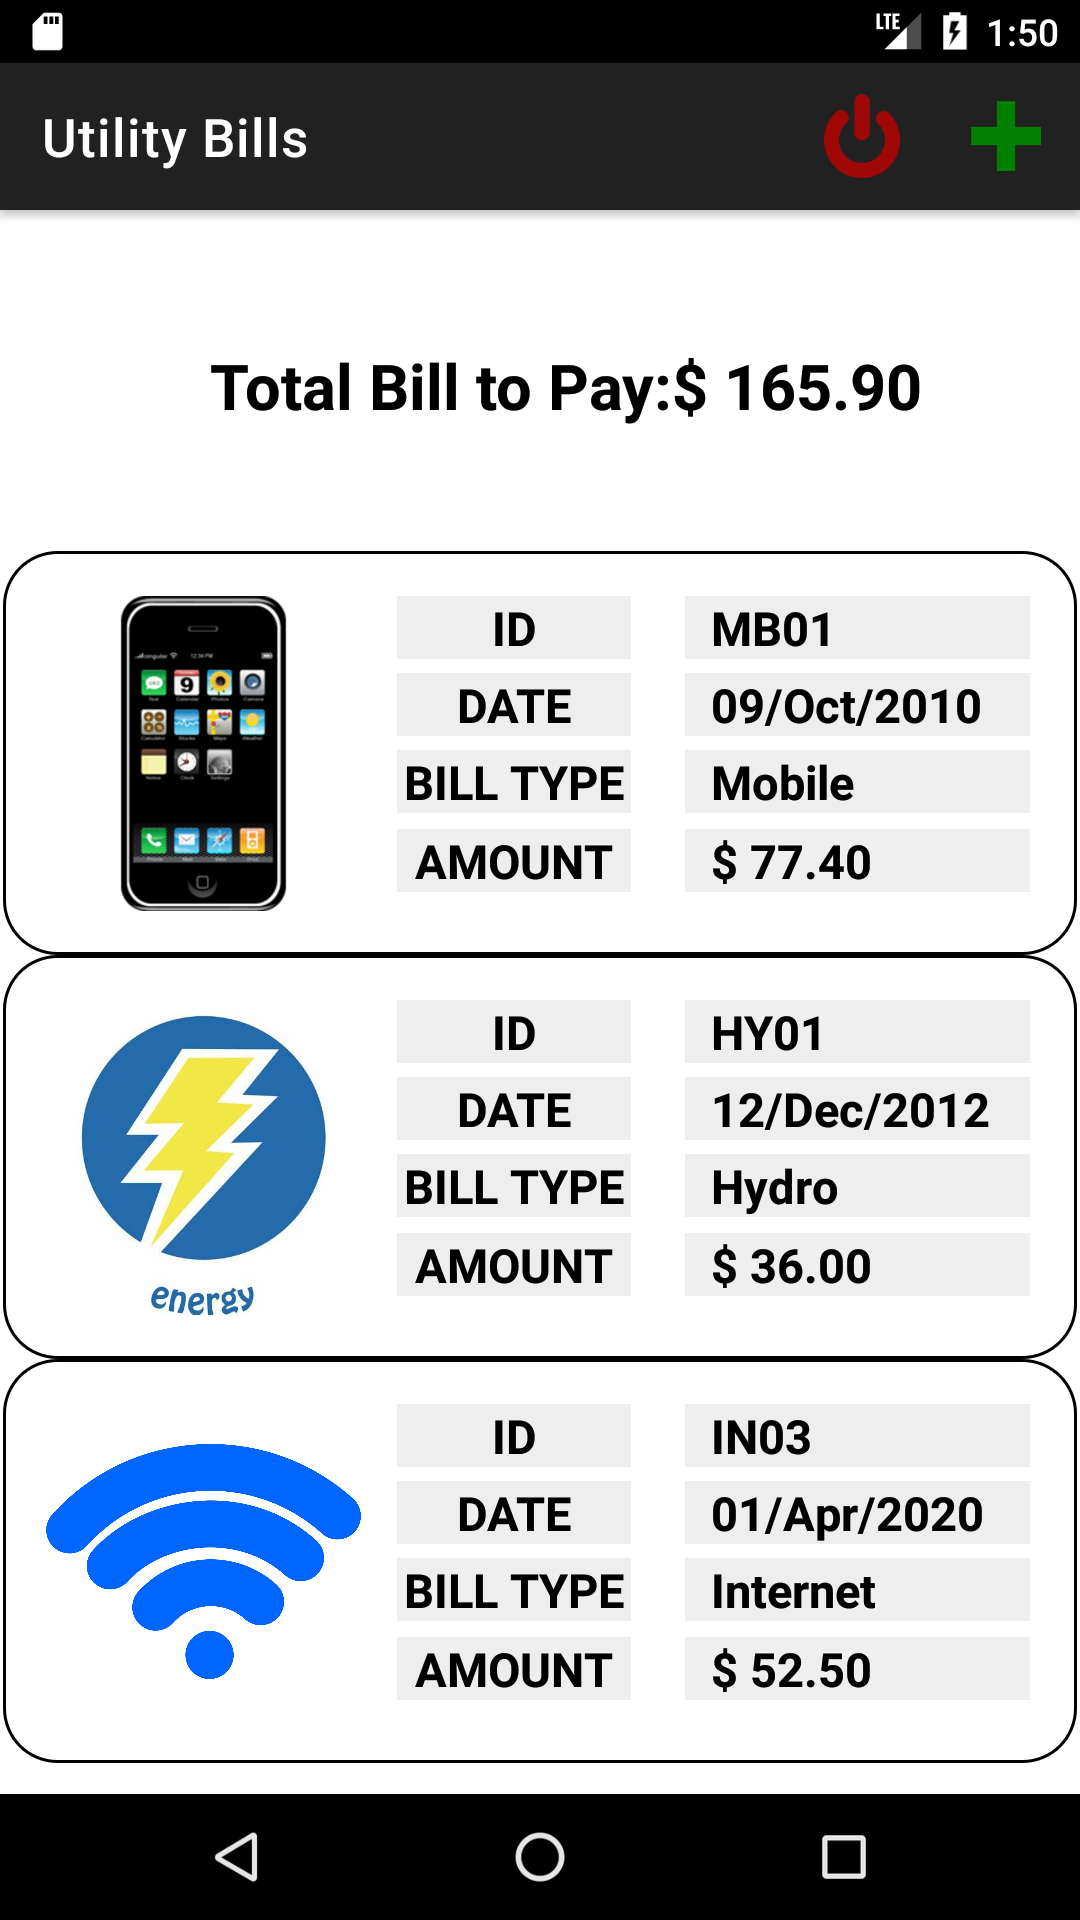 LTE 1:50
Utility Bills
Total Bill to Pay:$ 165.90
ID MB01
DATE 09/Oct/2010
BILL TYPE Mobile
AMOUNT $ 77.40
ID HY01
DATE 12/Dec/2012
BILL TYPE Hydro
AMOUNT $ 36.00
energy
ID IN03
DATE 01/Apr/2020
BILL TYPE Internet
AMOUNT $ 52.50